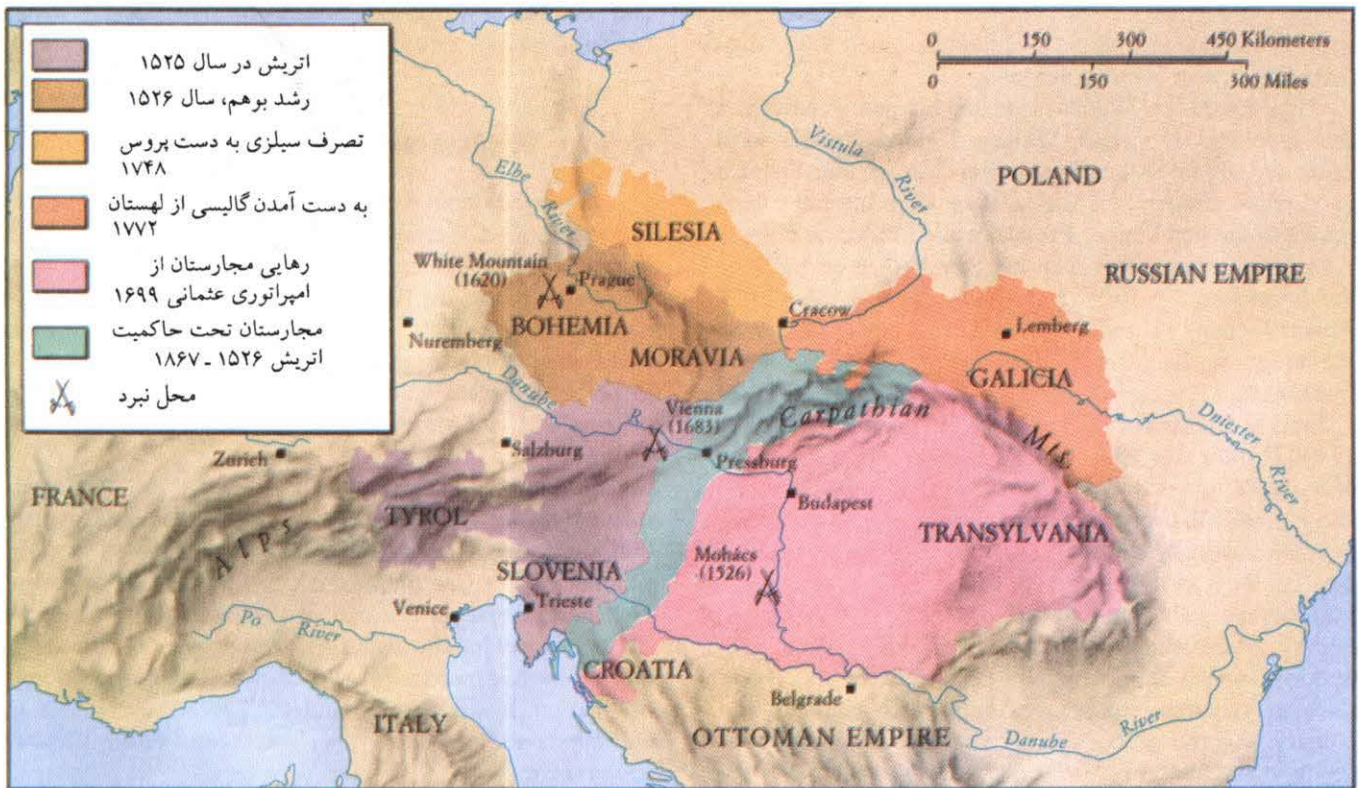 اتریش در سال ۱۵۲۵
رشد بوهم، سال ۱۵۲۶
تصرف سیلزی به دست پروس
۱۷۴۸
به دست آمدن گالیسی از لهستان
۱۷۷۲
رهایی مجارستان از
امپراتوری عثمانی ۱۶۹۹
مجارستان تحت حاکمیت
اتریش ۱۵۲۶ ـ ۱۸۶۷
محل نبرد
0 150 300 450 Kilometers
0 150 300 Miles
Vistula
River
POLAND
Elbe
River
SILESIA
White Mountain
(1620)
Prague
RUSSIAN EMPIRE
BOHEMIA
Cracow
Lemberg
Nuremberg
MORAVIA
GALICIA
Danube
R.
Vienna
(1683)
Carpathian
Mts.
Dniester
River
Salzburg
Zurich
Pressburg
FRANCE
Budapest
TYROL
TRANSYLVANIA
Alps
Mohács
(1526)
SLOVENIA
Venice
Trieste
Po River
CROATIA
Belgrade
ITALY
OTTOMAN EMPIRE
Danube
River